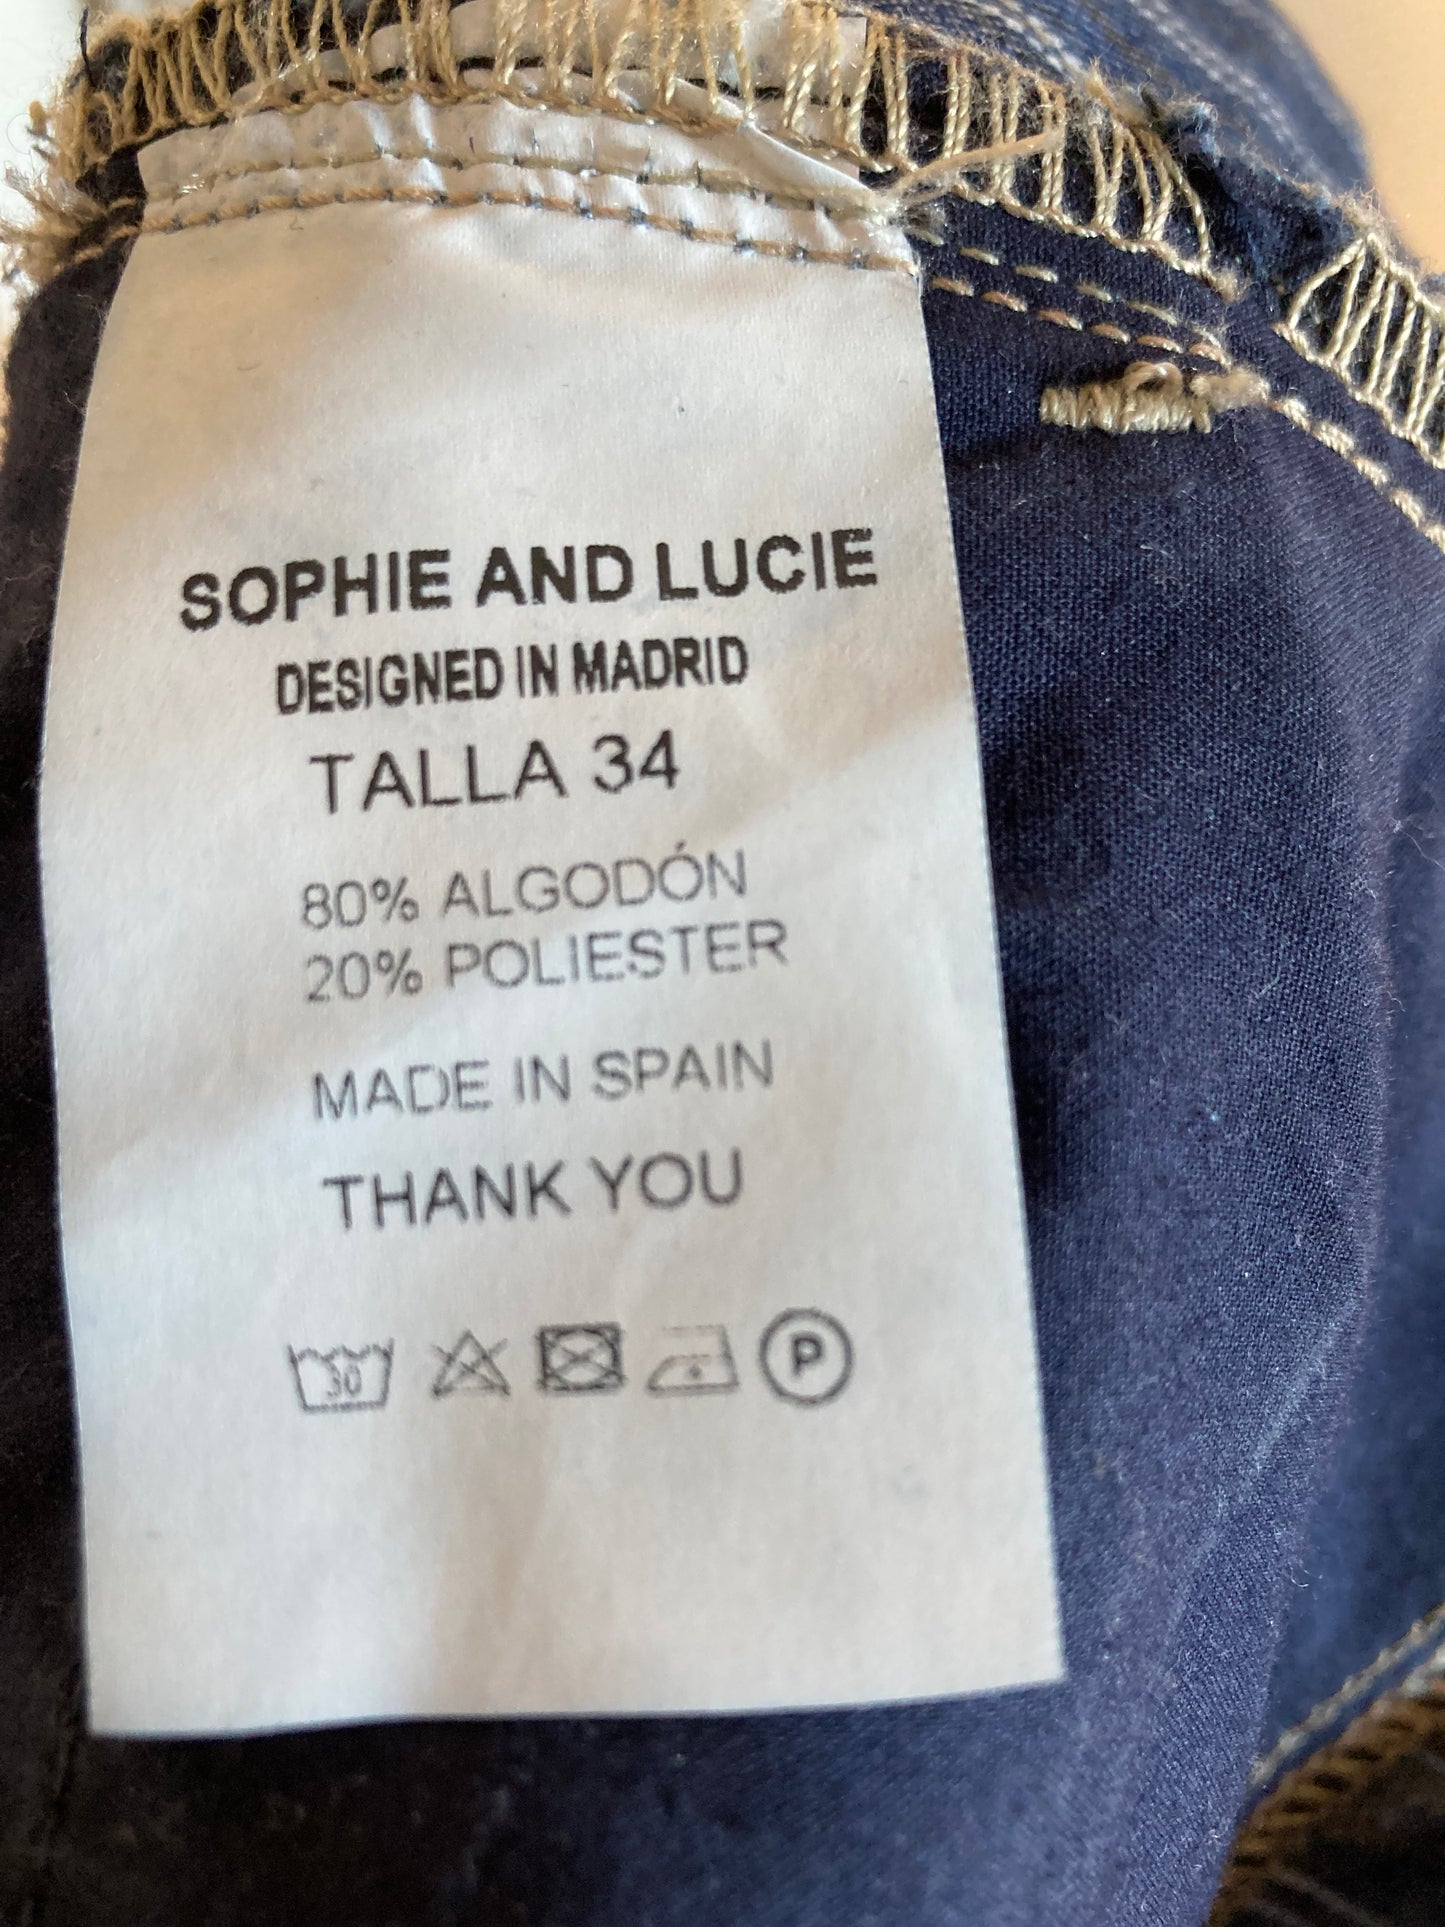 SOPHIE AND LUCIE
DESIGNED IN MADRID
TALLA 34
80% ALGODÓN
20% POLIESTER
MADE IN SPAIN
THANK YOU
30 P